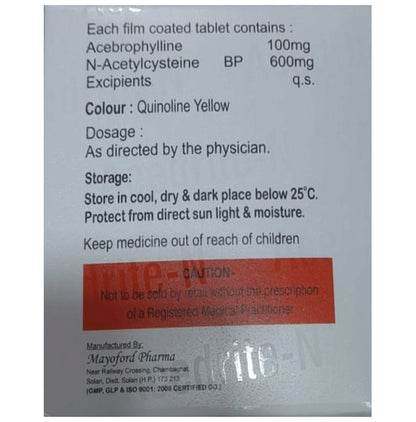 Each film coated tablet contains :
Acebrophylline 100mg
N-Acetylcysteine BP 600mg
Excipients q.s.
Colour : Quinoline Yellow
Dosage :
As directed by the physician.
Storage:
Store in cool, dry & dark place below 25°C.
Protect from direct sun light & moisture.
Keep medicine out of reach of children
CAUTION-
Not to be sold by retail without the prescription
of a Registered Medical Practitioner
Manufactured By:
Mayoford Pharma
Near Railway Crossing, Chambaghat,
Solan, Distt. Solan (H.P.) 173 213
(GMP, GLP & ISO 9001: 2008 CERTIFIED CO.)